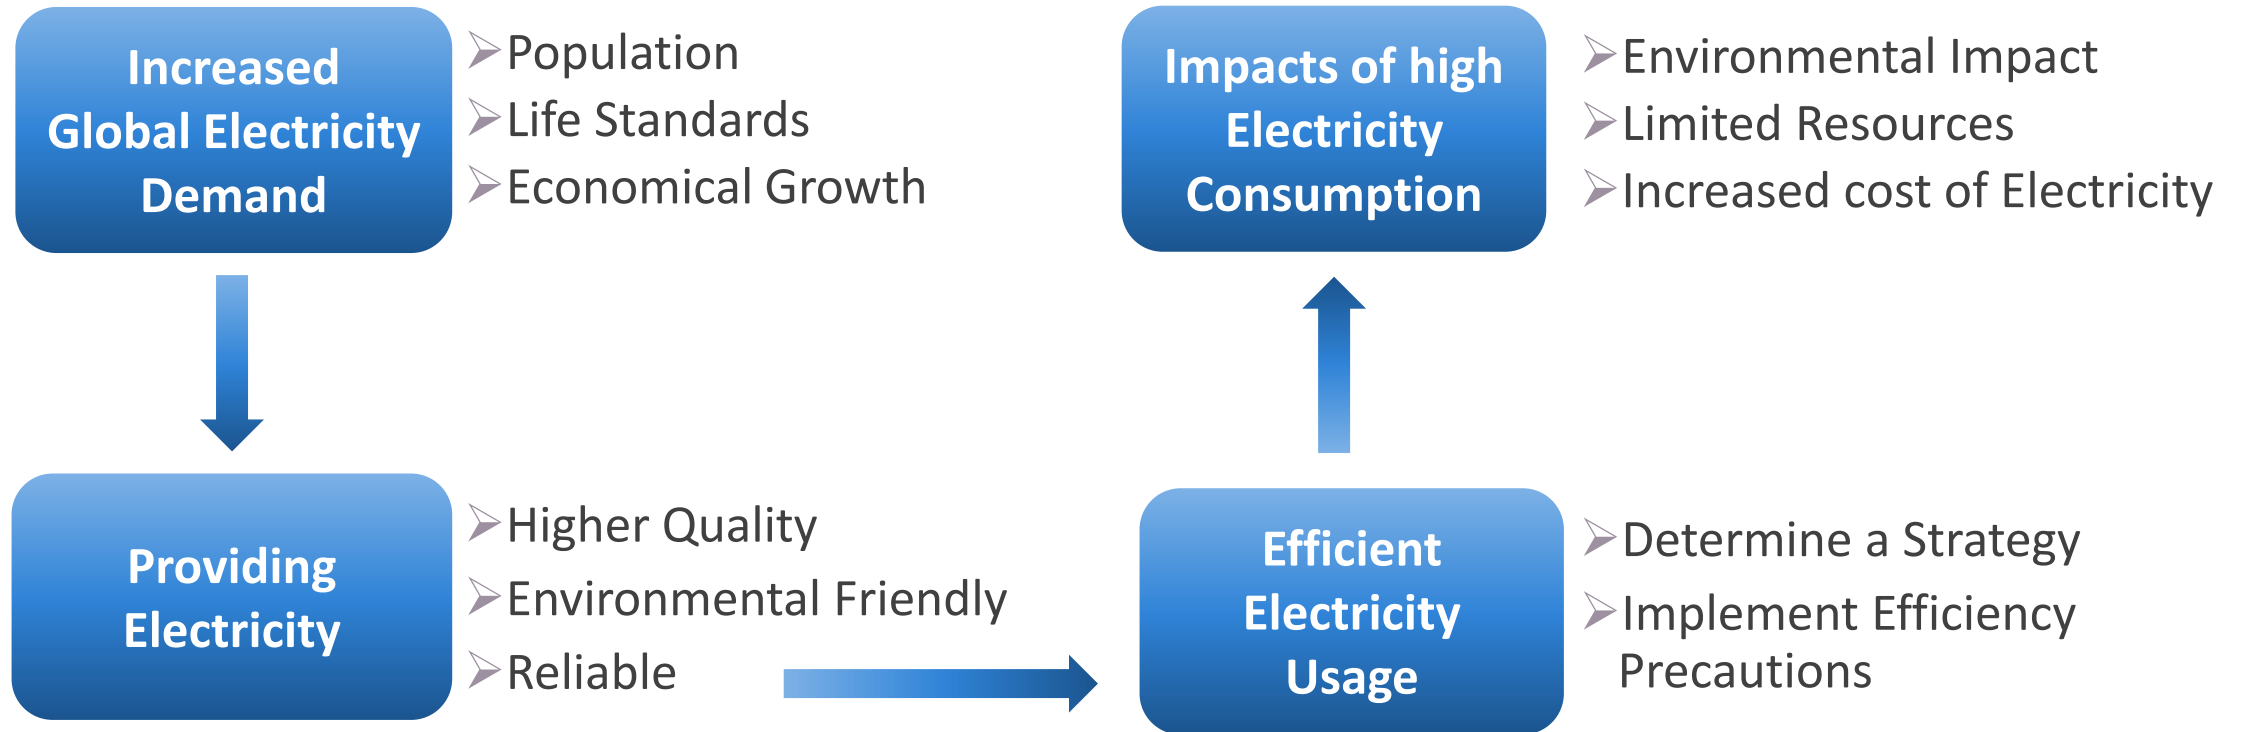 Increased
Global Electricity
Demand
Population
Life Standards
Economical Growth
Providing
Electricity
Higher Quality
Environmental Friendly
Reliable
Impacts of high
Electricity
Consumption
Environmental Impact
Limited Resources
Increased cost of Electricity
Efficient
Electricity
Usage
Determine a Strategy
Implement Efficiency
Precautions